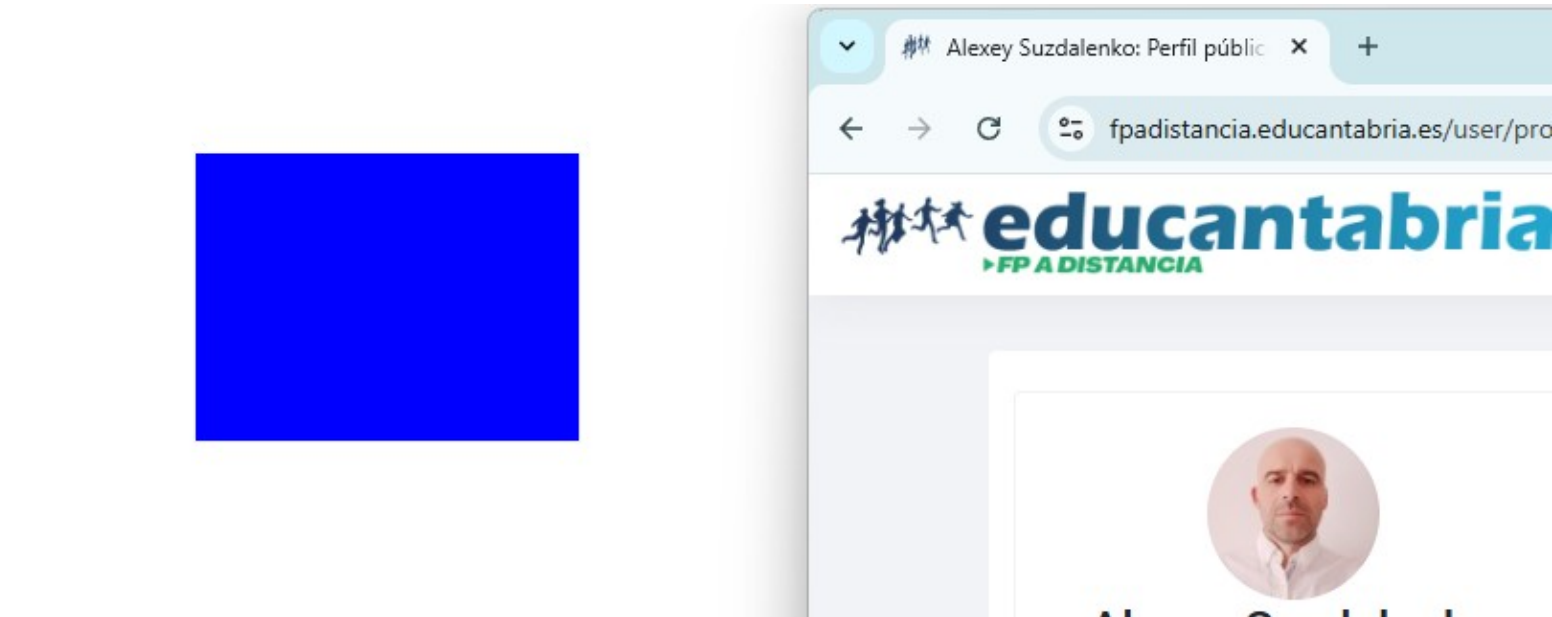 Alexey Suzdalenko: Perfil públic
fpadistancia.educantabria.es/user/pro
educantabria
FP A DISTANCIA